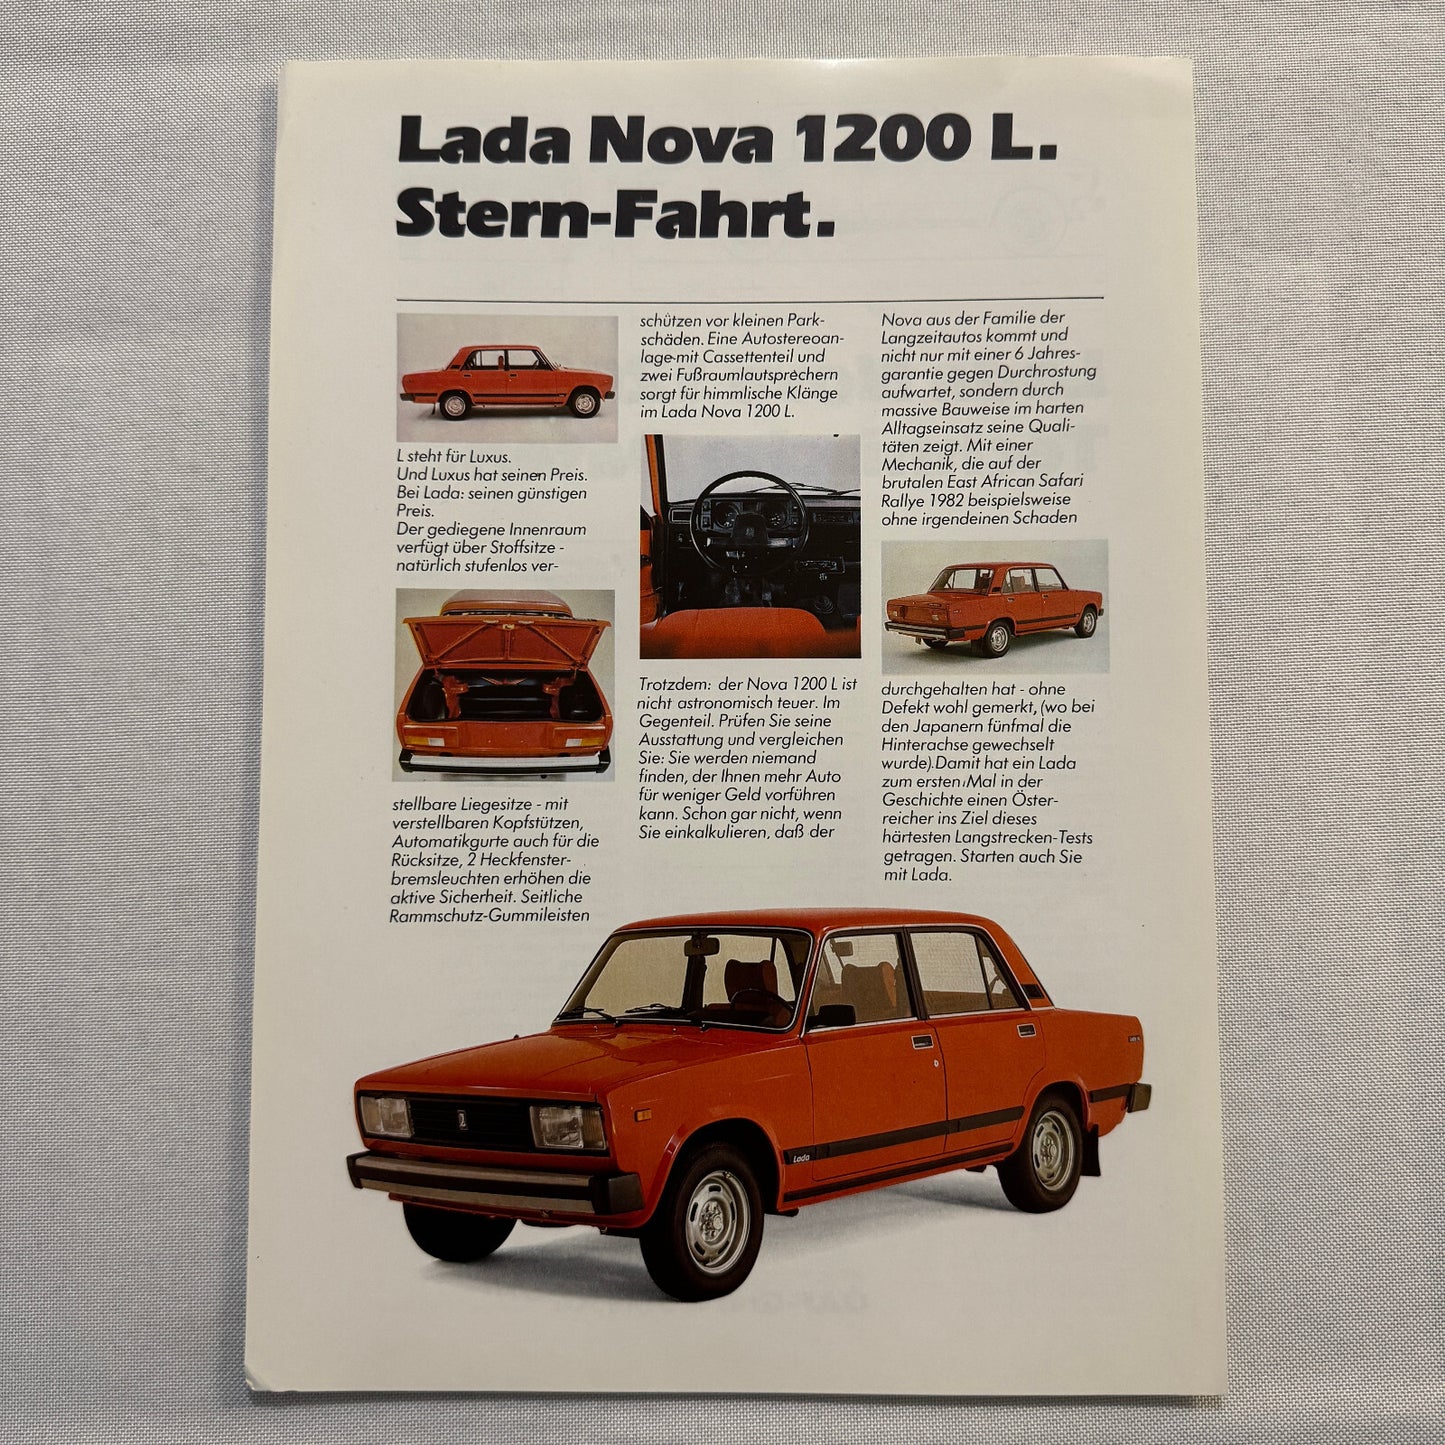 Lada Nova 1200 L.
Stern-Fahrt.
L steht für Luxus.
Und Luxus hat seinen Preis.
Bei Lada: seinen günstigen
Preis.
Der gediegene Innenraum
verfügt über Stoffsitze -
natürlich stufenlos ver-
stellbare Liegesitze - mit
verstellbaren Kopfstützen,
Automatikgurte auch für die
Rücksitze, 2 Heckfenster-
bremsleuchten erhöhen die
aktive Sicherheit. Seitliche
Rammschutz-Gummileisten
schützen vor kleinen Park-
schäden. Eine Autostereoan-
lage mit Cassettenteil und
zwei Fußraumlautsprechern
sorgt für himmlische Klänge
im Lada Nova 1200 L.
Trotzdem: der Nova 1200 L ist
nicht astronomisch teuer. Im
Gegenteil. Prüfen Sie seine
Ausstattung und vergleichen
Sie: Sie werden niemand
finden, der Ihnen mehr Auto
für weniger Geld vorführen
kann. Schon gar nicht, wenn
Sie einkalkulieren, daß der
Nova aus der Familie der
Langzeitautos kommt und
nicht nur mit einer 6 Jahres-
garantie gegen Durchrostung
aufwartet, sondern durch
massive Bauweise im harten
Alltagseinsatz seine Quali-
täten zeigt. Mit einer
Mechanik, die auf der
brutalen East African Safari
Rallye 1982 beispielsweise
ohne irgendeinen Schaden
durchgehalten hat - ohne
Defekt wohl gemerkt, (wo bei
den Japanern fünfmal die
Hinterachse gewechselt
wurde). Damit hat ein Lada
zum ersten Mal in der
Geschichte einen Öster-
reicher ins Ziel dieses
härtesten Langstrecken-Tests
getragen. Starten auch Sie
mit Lada.
Lada